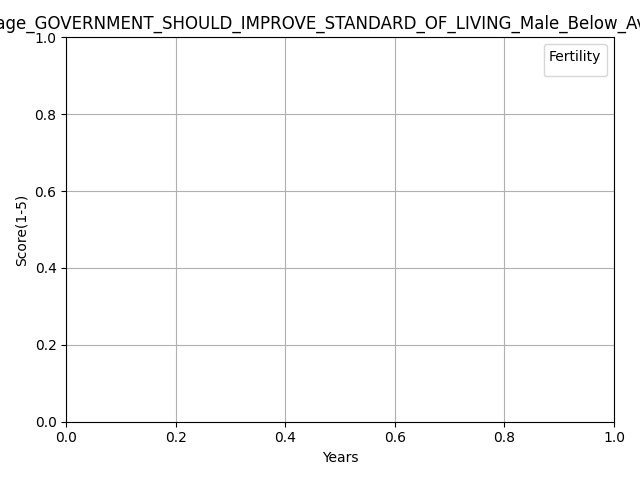 age_GOVERNMENT_SHOULD_IMPROVE_STANDARD_OF_LIVING_Male_Below_Av
1.0
Fertility
0.8
0.6
Score(1-5)
0.4
0.2
0.0
0.0 0.2 0.4 0.6 0.8 1.0
Years